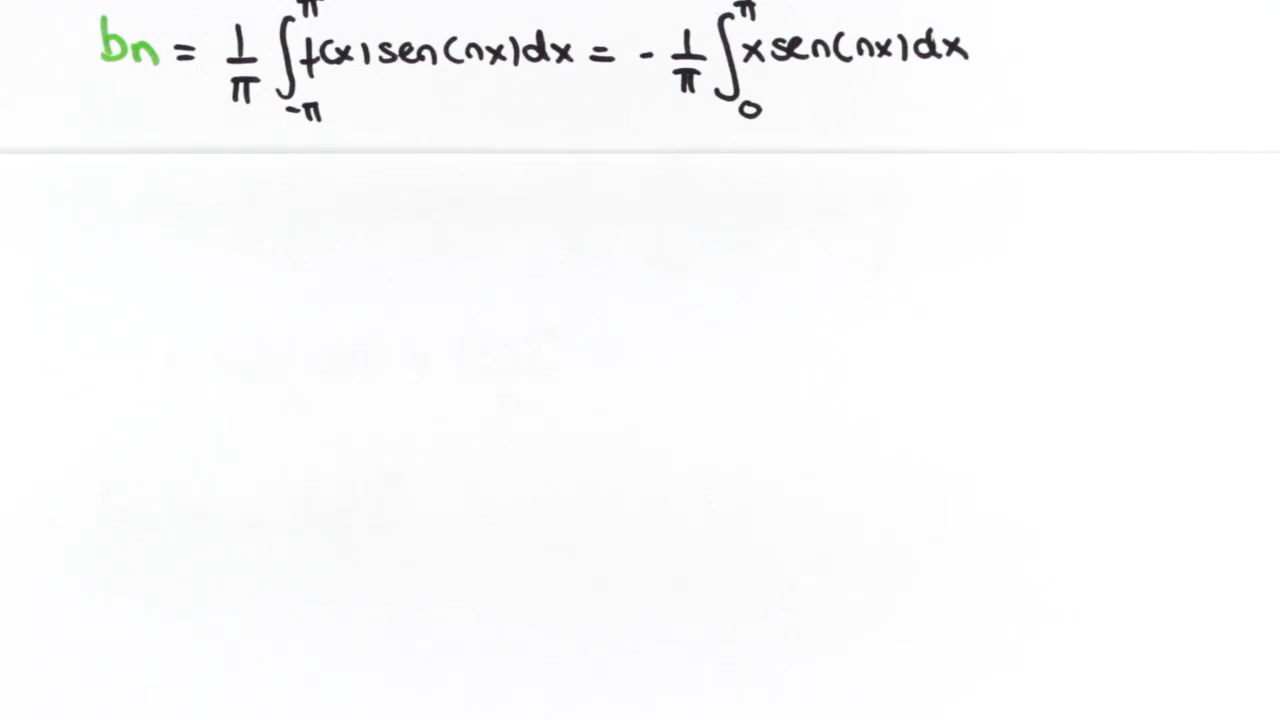 bn = 1/π ∫_{-π}^{π} f(x) sen(nx)dx = - 1/π ∫_{0}^{π} x sen(nx)dx